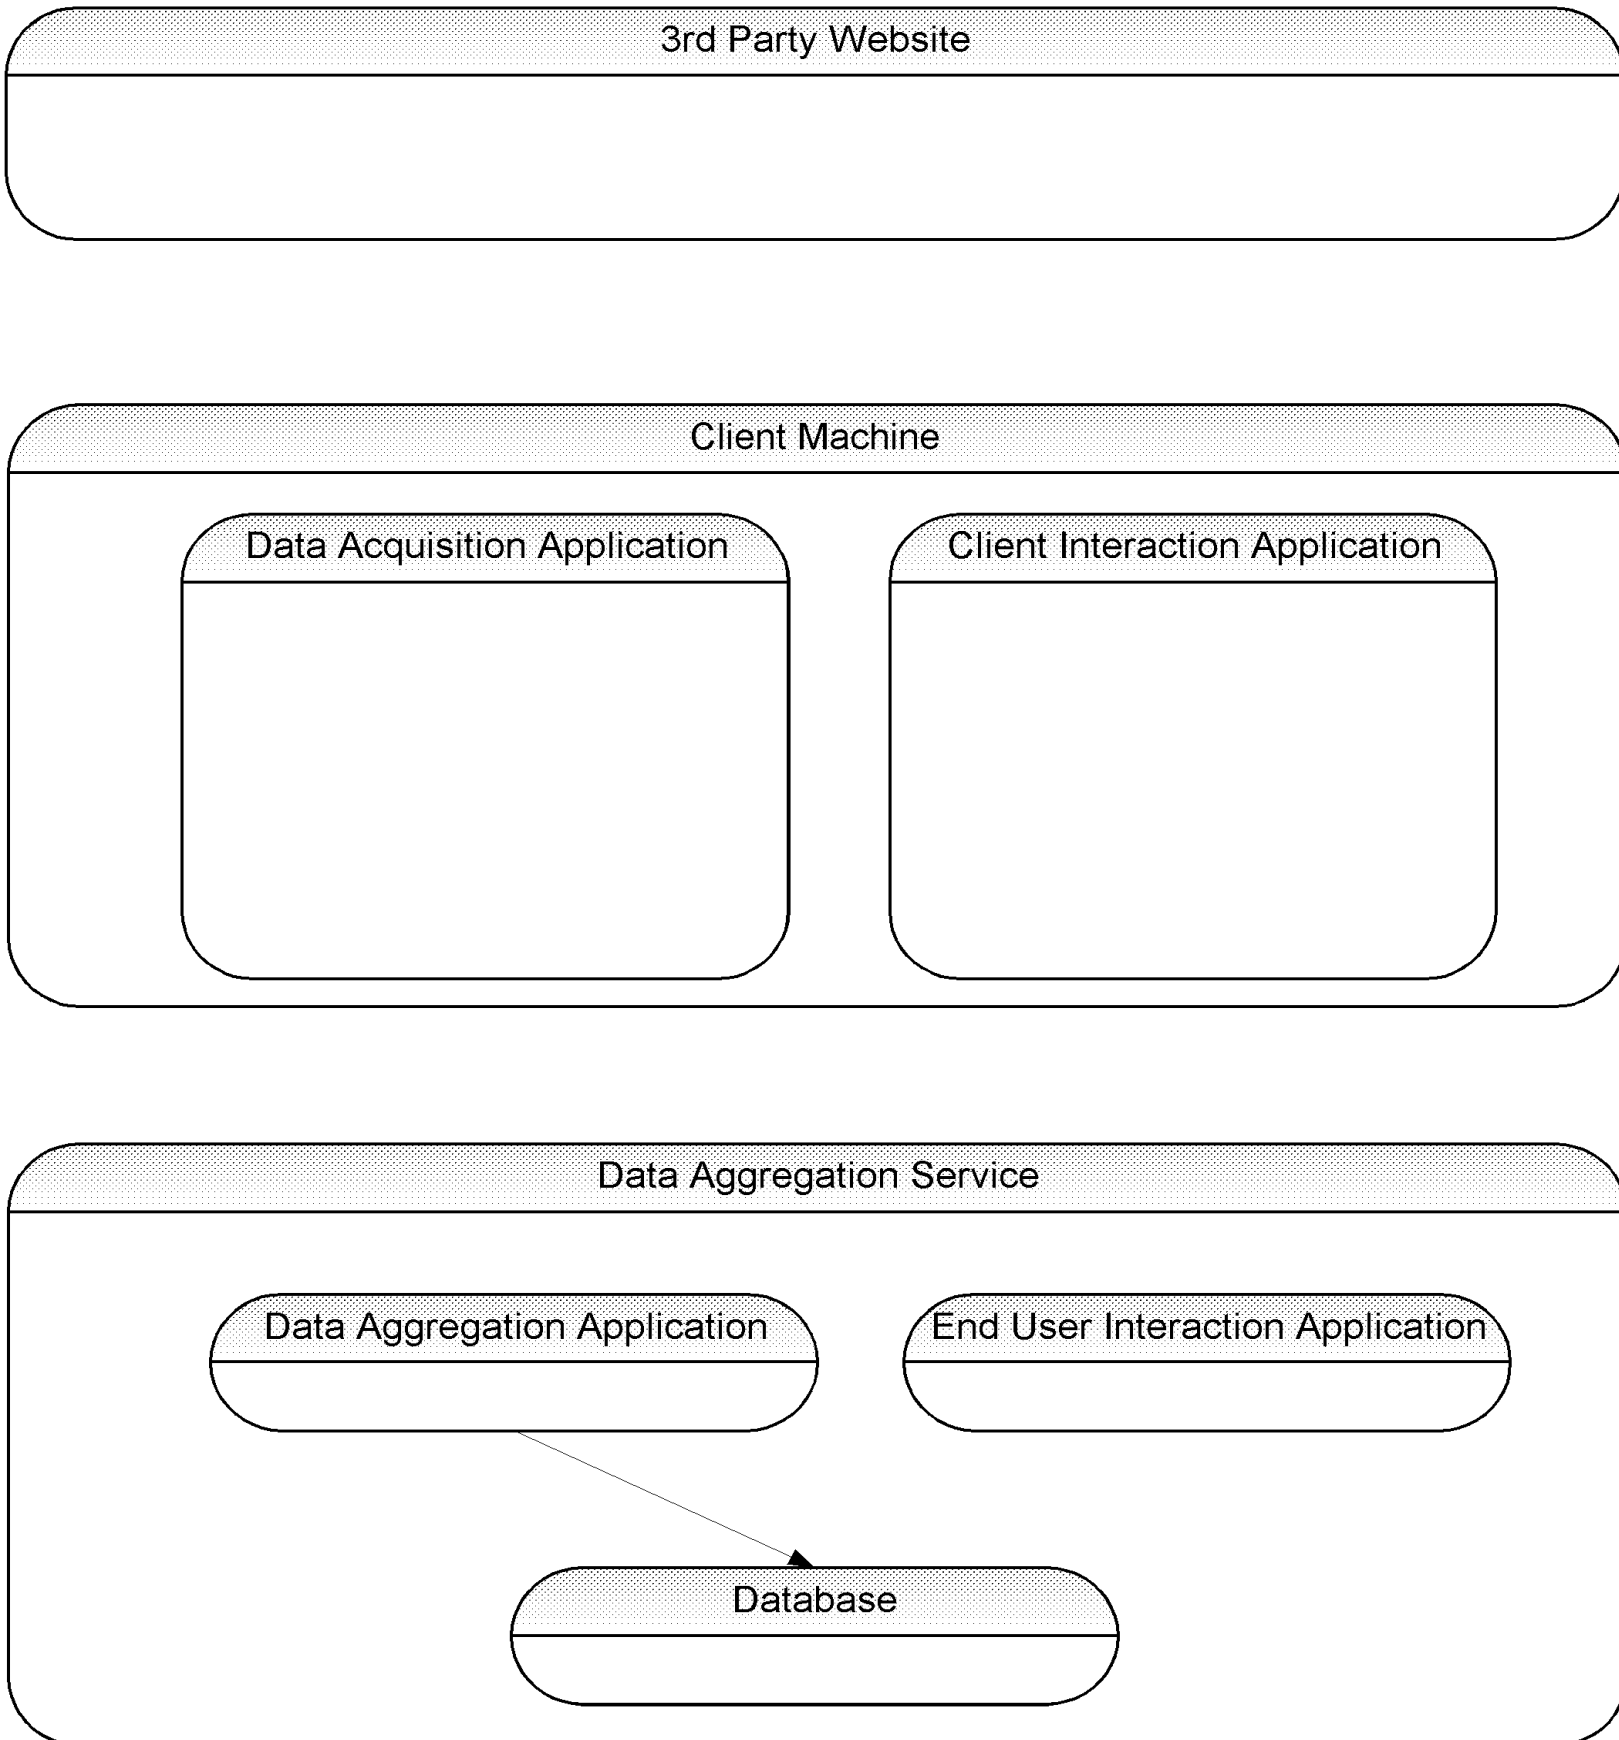 3rd Party Website
Client Machine
Data Acquisition Application
Client Interaction Application
Data Aggregation Service
Data Aggregation Application
End User Interaction Application
Database